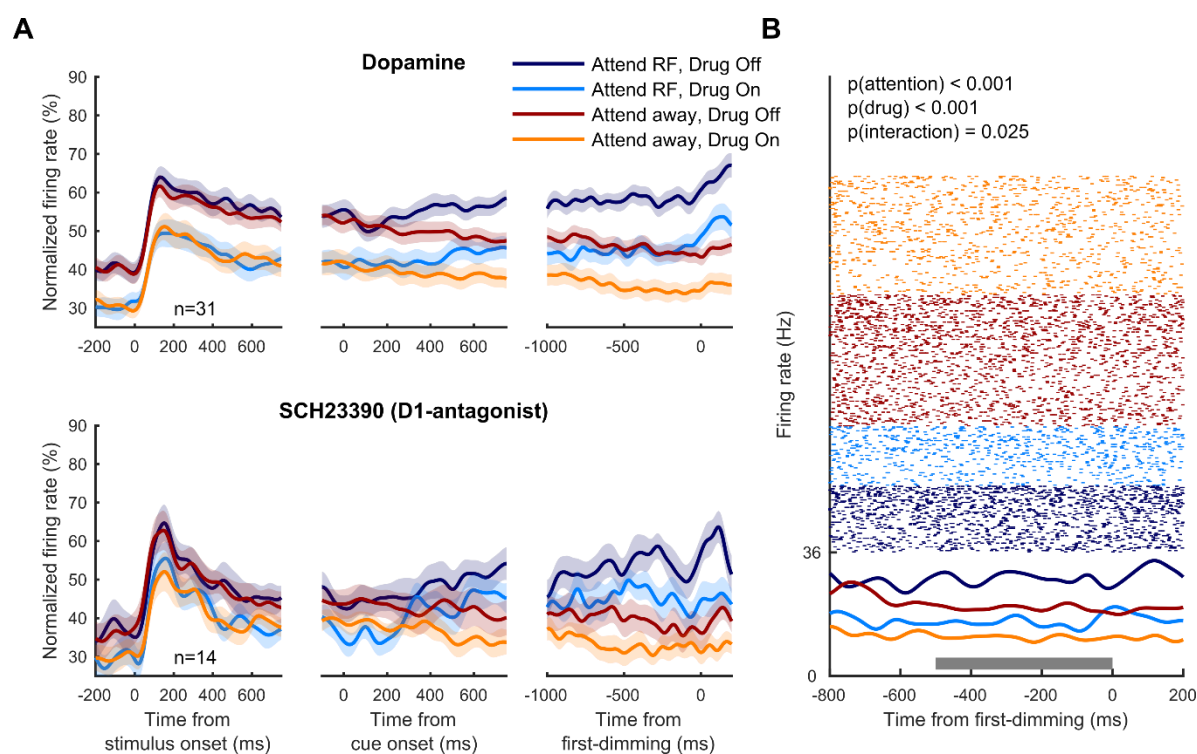 A
Dopamine
Attend RF, Drug Off
Attend RF, Drug On
Attend away, Drug Off
Attend away, Drug On
Normalized firing rate (%)
90
80
70
60
50
40
30
n=31
-200 0 200 400 600
0 200 400 600
-1000 -500 0
SCH23390 (D1-antagonist)
Normalized firing rate (%)
90
80
70
60
50
40
30
n=14
-200 0 200 400 600
0 200 400 600
-1000 -500 0
Time from
stimulus onset (ms)
Time from
cue onset (ms)
Time from
first-dimming (ms)
B
p(attention) < 0.001
p(drug) < 0.001
p(interaction) = 0.025
Firing rate (Hz)
36
0
-800 -600 -400 -200 0 200
Time from first-dimming (ms)